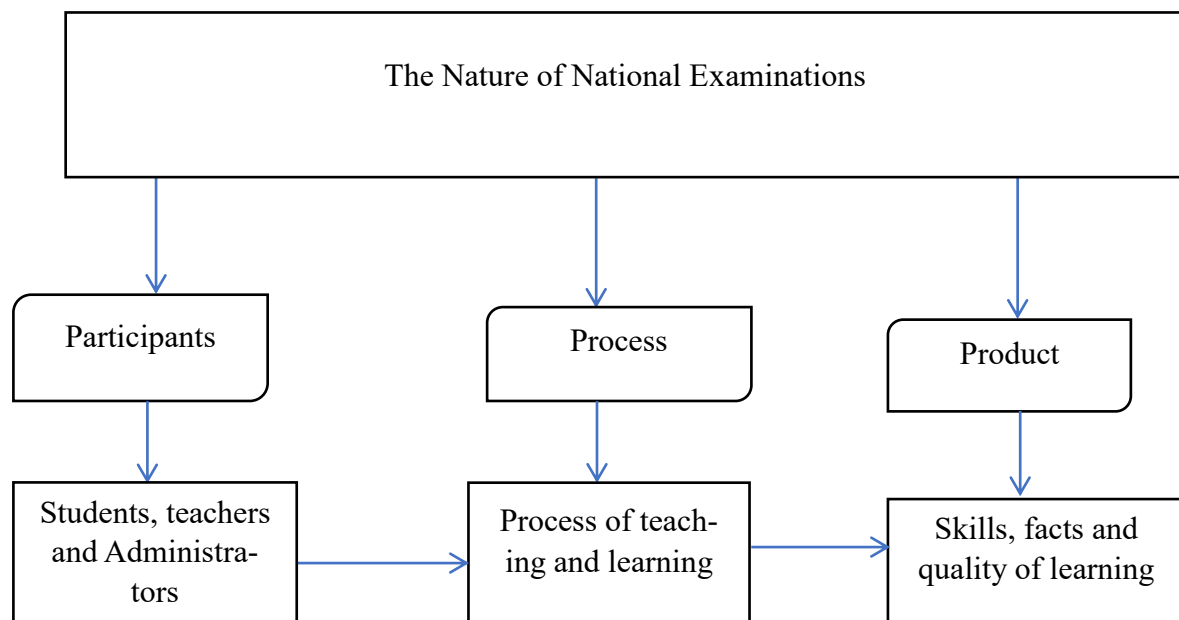 The Nature of National Examinations
Participants
Process
Product
Students, teachers
and Administra-
tors
Process of teach-
ing and learning
Skills, facts and
quality of learning